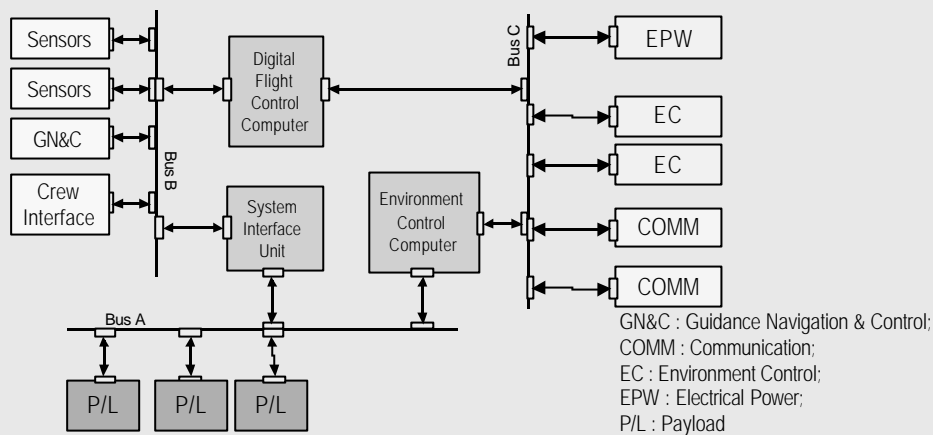 Sensors
Sensors
GN&C
Crew
Interface
Bus B
Digital
Flight
Control
Computer
System
Interface
Unit
Environment
Control
Computer
Bus C
EPW
EC
EC
COMM
COMM
Bus A
P/L
P/L
P/L
GN&C : Guidance Navigation & Control;
COMM : Communication;
EC : Environment Control;
EPW : Electrical Power;
P/L : Payload